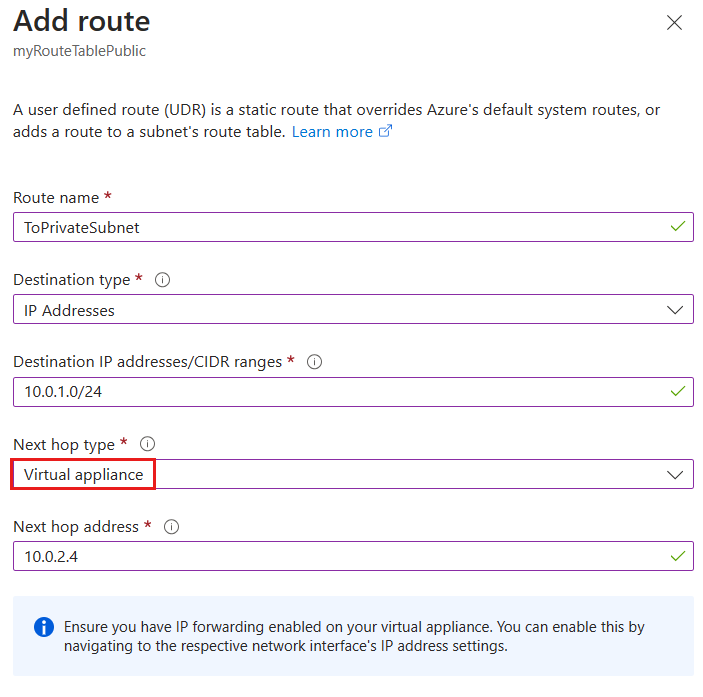 Add route
myRouteTablePublic
A user defined route (UDR) is a static route that overrides Azure's default system routes, or
adds a route to a subnet's route table. Learn more
Route name *
ToPrivateSubnet
Destination type *
IP Addresses
Destination IP addresses/CIDR ranges *
10.0.1.0/24
Next hop type *
Virtual appliance
Next hop address *
10.0.2.4
Ensure you have IP forwarding enabled on your virtual appliance. You can enable this by
navigating to the respective network interface's IP address settings.